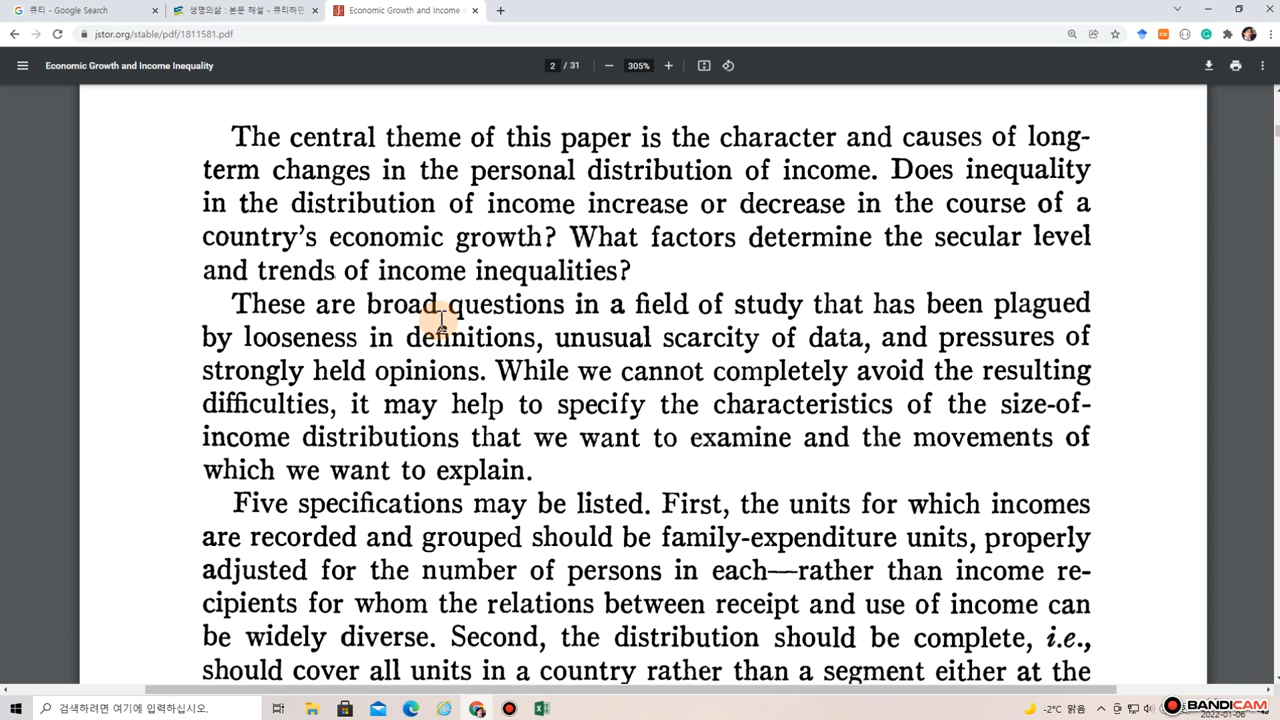 큐티 - Google Search
생명의삶 : 본문 해설 - 큐티하면
Economic Growth and Income In
jstor.org/stable/pdf/1811581.pdf
Economic Growth and Income Inequality
2 / 31
305%
The central theme of this paper is the character and causes of long-
term changes in the personal distribution of income. Does inequality
in the distribution of income increase or decrease in the course of a
country's economic growth? What factors determine the secular level
and trends of income inequalities?
These are broad questions in a field of study that has been plagued
by looseness in definitions, unusual scarcity of data, and pressures of
strongly held opinions. While we cannot completely avoid the resulting
difficulties, it may help to specify the characteristics of the size-of-
income distributions that we want to examine and the movements of
which we want to explain.
Five specifications may be listed. First, the units for which incomes
are recorded and grouped should be family-expenditure units, properly
adjusted for the number of persons in each—rather than income re-
cipients for whom the relations between receipt and use of income can
be widely diverse. Second, the distribution should be complete, i.e.,
should cover all units in a country rather than a segment either at the
검색하려면 여기에 입력하십시오.
-2°C 맑음
BANDICAM
2022-01-06